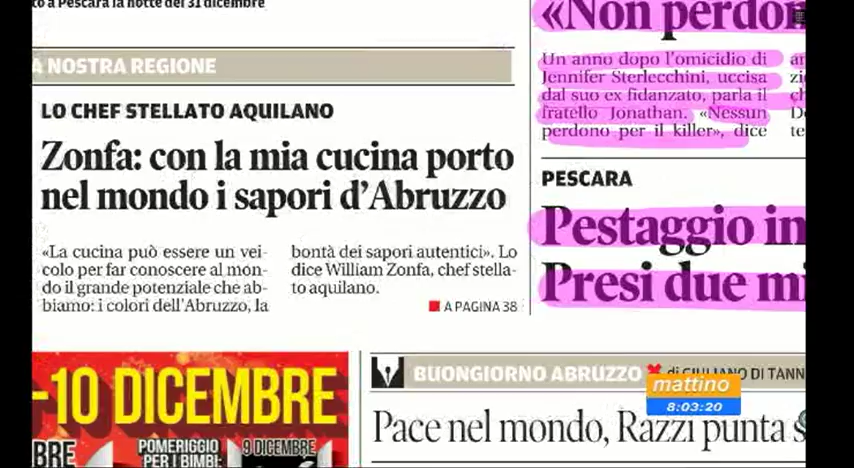 to a Pescara la notte del 31 dicembre
A NOSTRA REGIONE
LO CHEF STELLATO AQUILANO
Zonfa: con la mia cucina porto
nel mondo i sapori d'Abruzzo
«La cucina può essere un vei-
colo per far conoscere al mon-
do il grande potenziale che ab-
biamo: i colori dell'Abruzzo, la
bontà dei sapori autentici». Lo
dice William Zonfa, chef stella-
to aquilano.
A PAGINA 38
-10 DICEMBRE
POMERIGGIO
PER I BIMBI:
9 DICEMBRE
«Non perdon
Un anno dopo l'omicidio di
Jennifer Sterlecchini, uccisa
dal suo ex fidanzato, parla il
fratello Jonathan. «Nessun
perdono per il killer», dice
PESCARA
Pestaggio in
Presi due mi
BUONGIORNO ABRUZZO
di GIULIANO DI TANN
Pace nel mondo, Razzi punta s
mattino
8:03:20